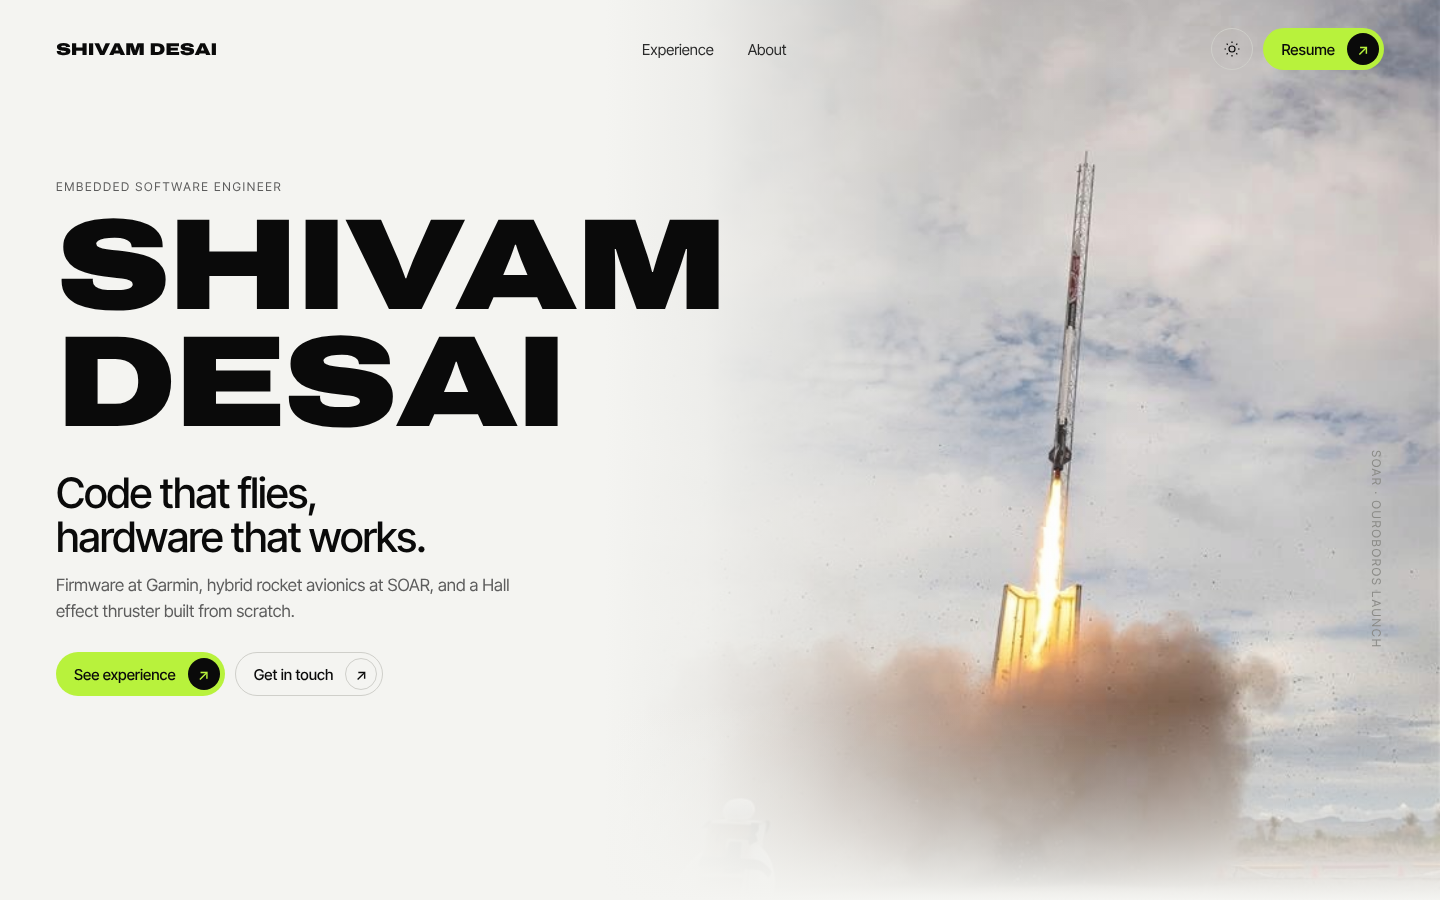 SHIVAM DESAI
Experience
About
Resume
EMBEDDED SOFTWARE ENGINEER
SHIVAM
DESAI
Code that flies,
hardware that works.
Firmware at Garmin, hybrid rocket avionics at SOAR, and a Hall
effect thruster built from scratch.
See experience
Get in touch
SOAR · OUROBOROS LAUNCH